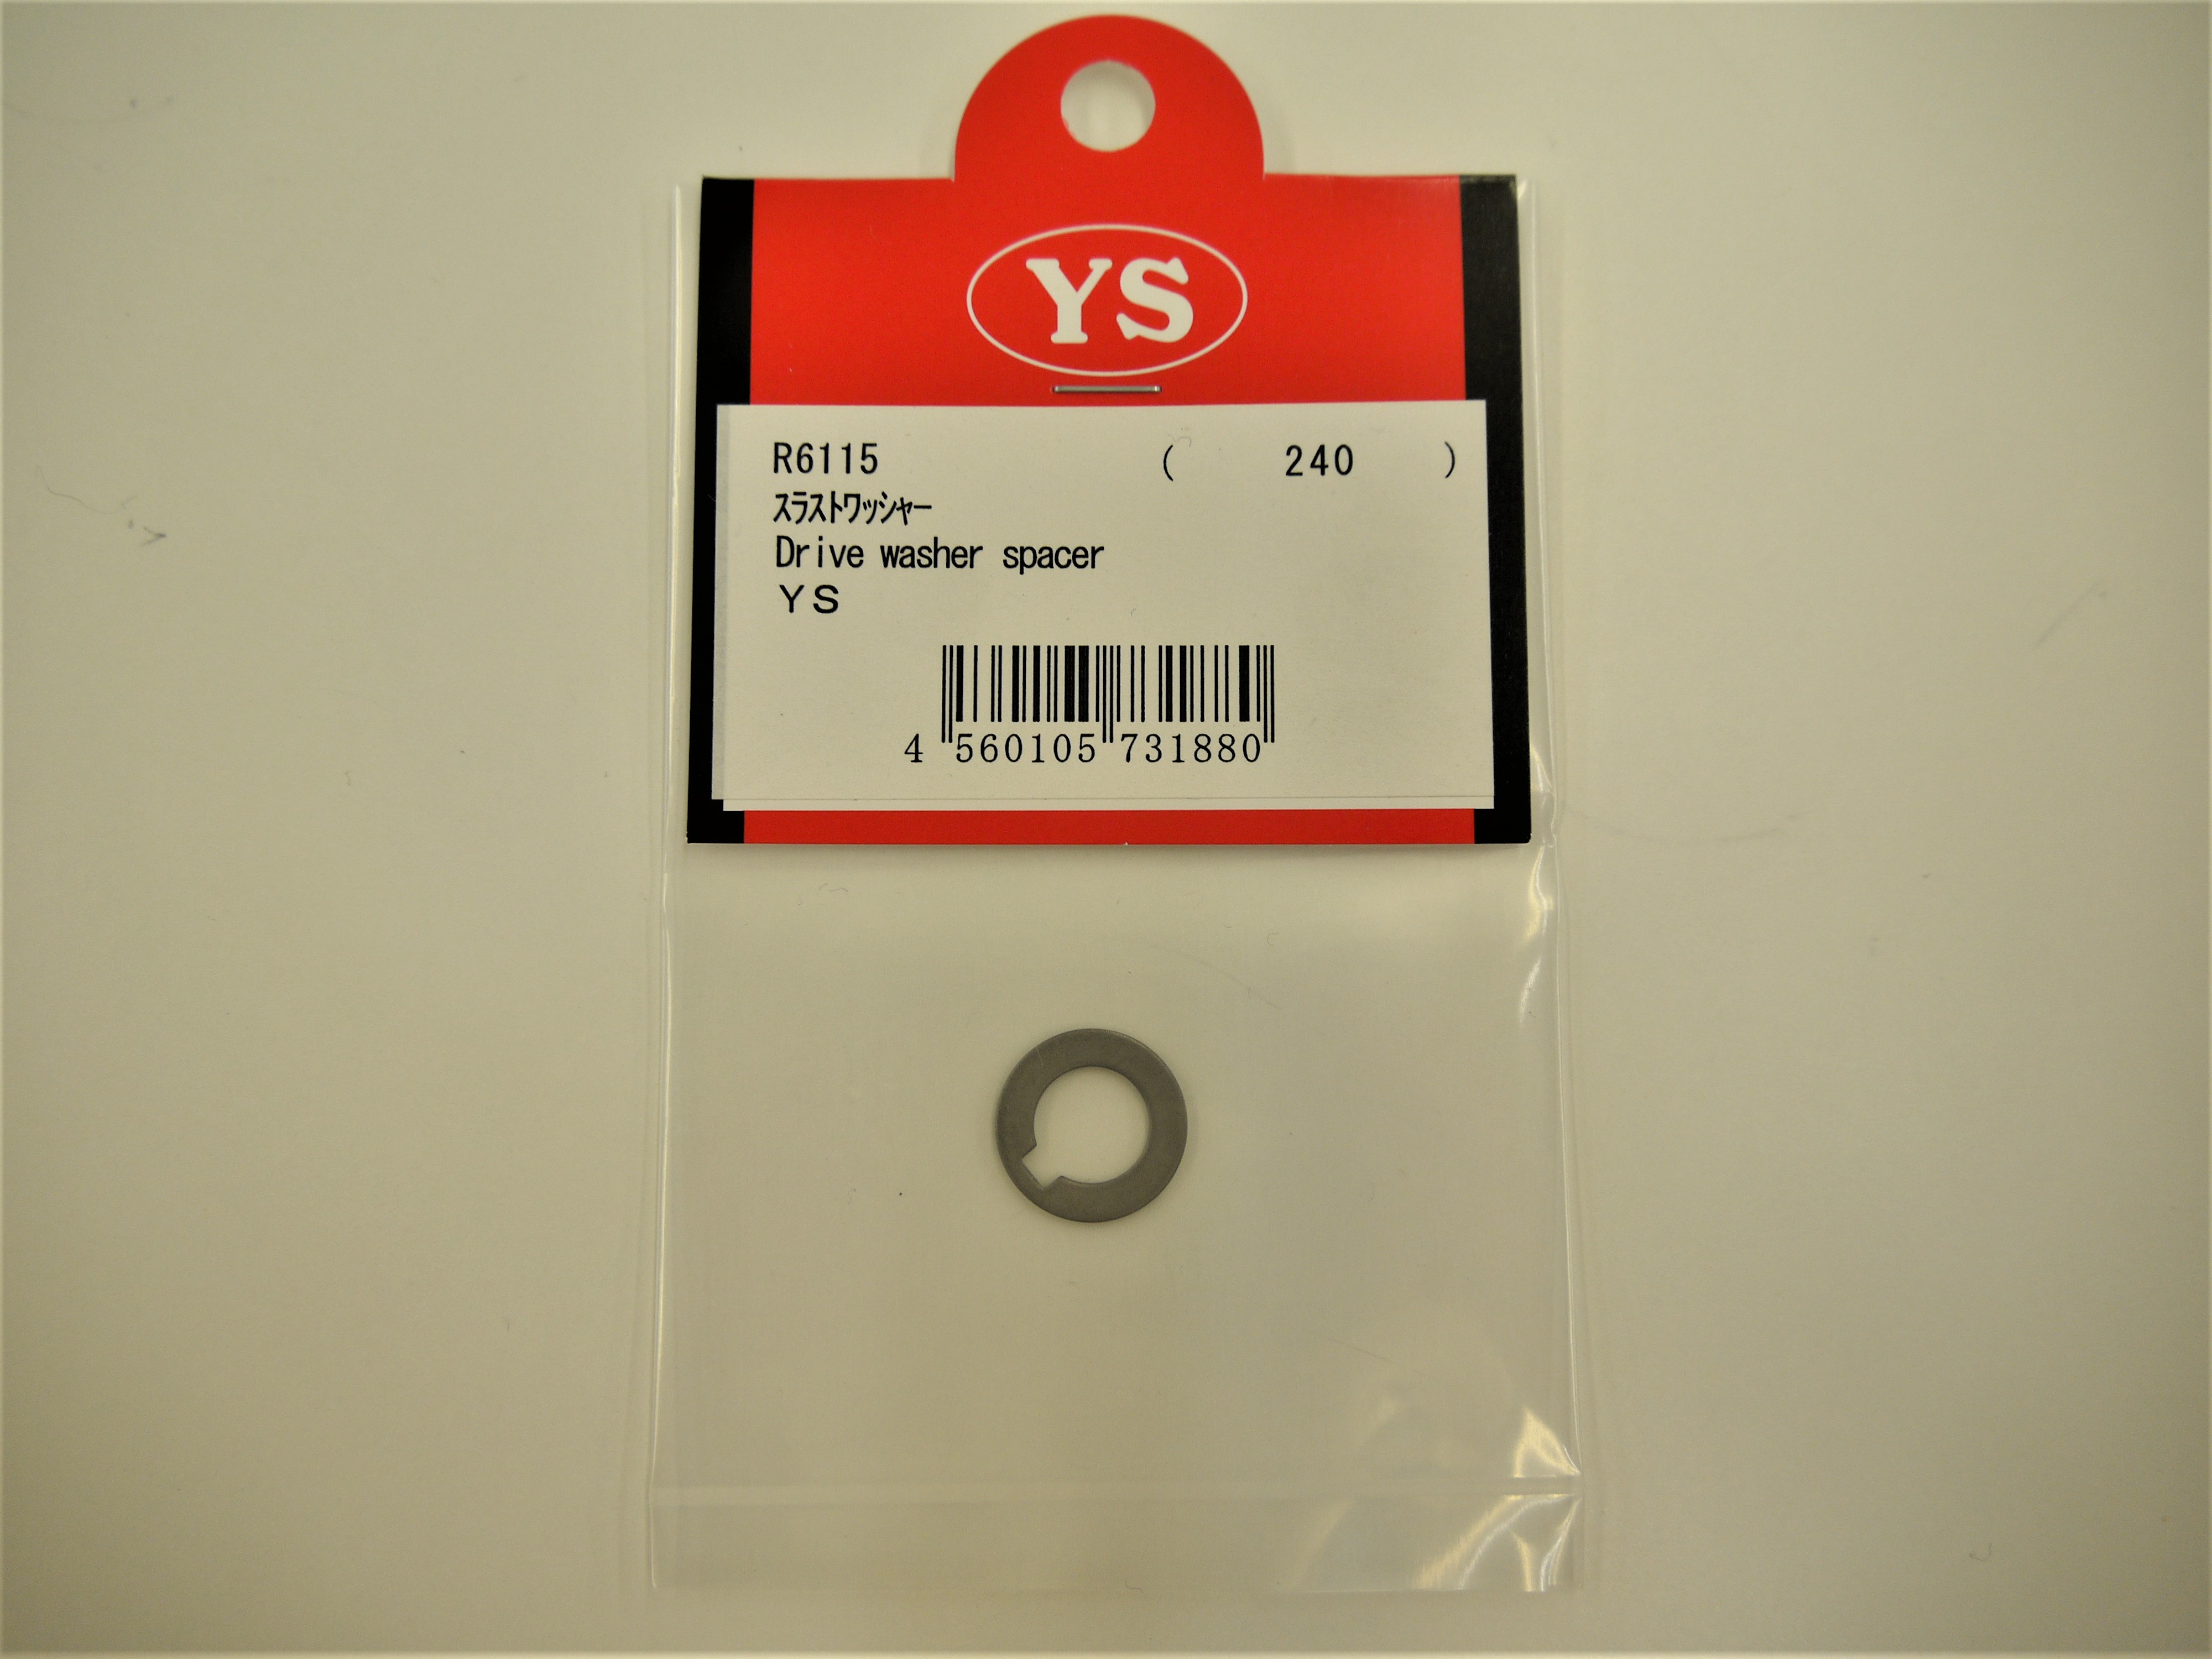 YS
R6115 ( 240 )
ｽﾗｽﾄﾜｯｼｬｰ
Drive washer spacer
ＹＳ
4 560105 731880